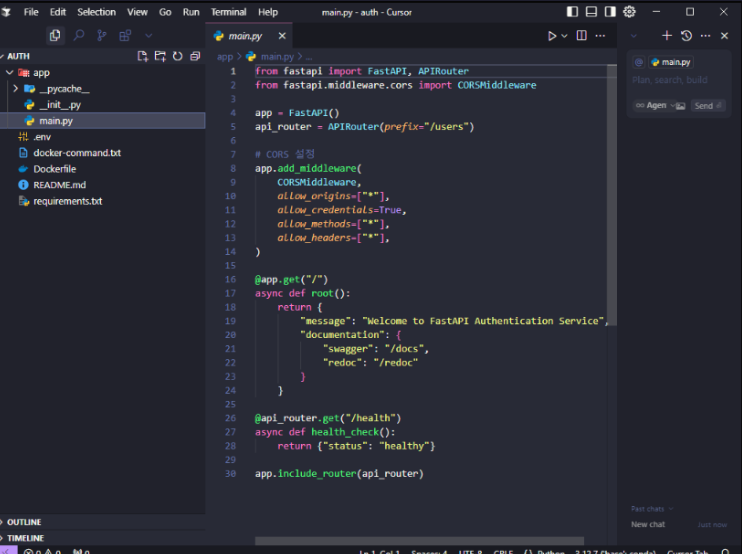 File Edit Selection View Go Run Terminal Help
main.py - auth - Cursor
AUTH
app
__pycache__
__init__.py
main.py
.env
docker-command.txt
Dockerfile
README.md
requirements.txt
OUTLINE
TIMELINE
main.py
app > main.py > ...
1 from fastapi import FastAPI, APIRouter
2 from fastapi.middleware.cors import CORSMiddleware
3
4 app = FastAPI()
5 api_router = APIRouter(prefix="/users")
6
7 # CORS 설정
8 app.add_middleware(
9     CORSMiddleware,
10     allow_origins=["*"],
11     allow_credentials=True,
12     allow_methods=["*"],
13     allow_headers=["*"],
14 )
15
16 @app.get("/")
17 async def root():
18     return {
19         "message": "Welcome to FastAPI Authentication Service",
20         "documentation": {
21             "swagger": "/docs",
22             "redoc": "/redoc"
23         }
24     }
25
26 @api_router.get("/health")
27 async def health_check():
28     return {"status": "healthy"}
29
30 app.include_router(api_router)
@ main.py
Plan, search, build
Agen
Send
Past chats
New chat Just now
0 0 0
Ln 1, Col 1 Spaces: 4 UTF-8 CRLF {} Python 3.12.7 ('base': conda) Cursor Tab